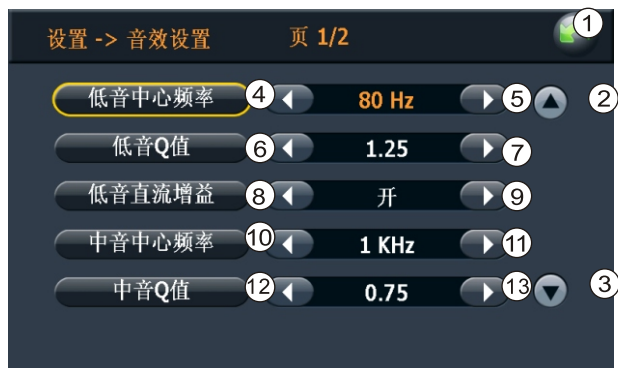 设置 -> 音效设置 页 1/2 1
低音中心频率 4 80 Hz 5 2
低音Q值 6 1.25 7
低音直流增益 8 开 9
中音中心频率 10 1 KHz 11
中音Q值 12 0.75 13 3